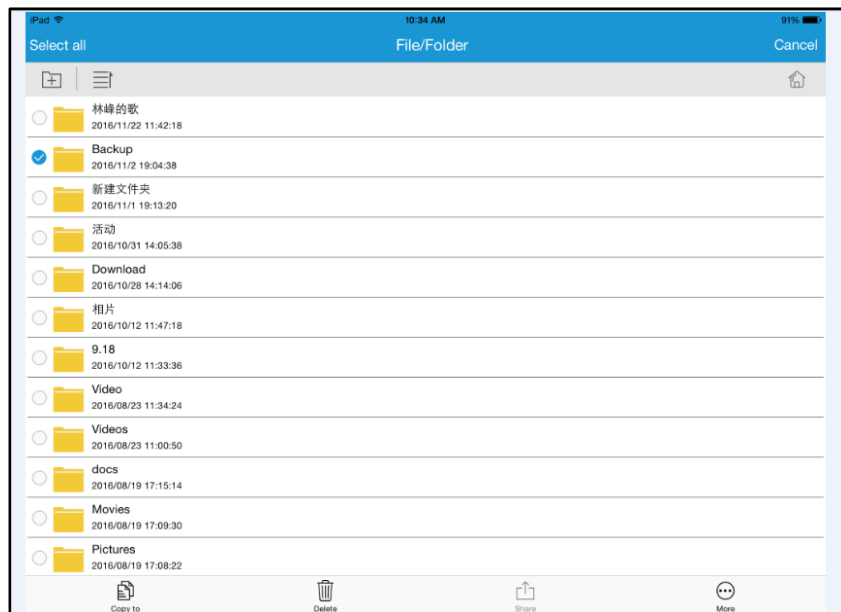 iPad 10:34 AM 91%
Select all File/Folder Cancel
林峰的歌
2016/11/22 11:42:18
Backup
2016/11/2 19:04:38
新建文件夹
2016/11/1 19:13:20
活动
2016/10/31 14:05:38
Download
2016/10/28 14:14:06
相片
2016/10/12 11:47:18
9.18
2016/10/12 11:33:36
Video
2016/08/23 11:34:24
Videos
2016/08/23 11:00:50
docs
2016/08/19 17:15:14
Movies
2016/08/19 17:09:30
Pictures
2016/08/19 17:08:22
Copy to Delete Share More